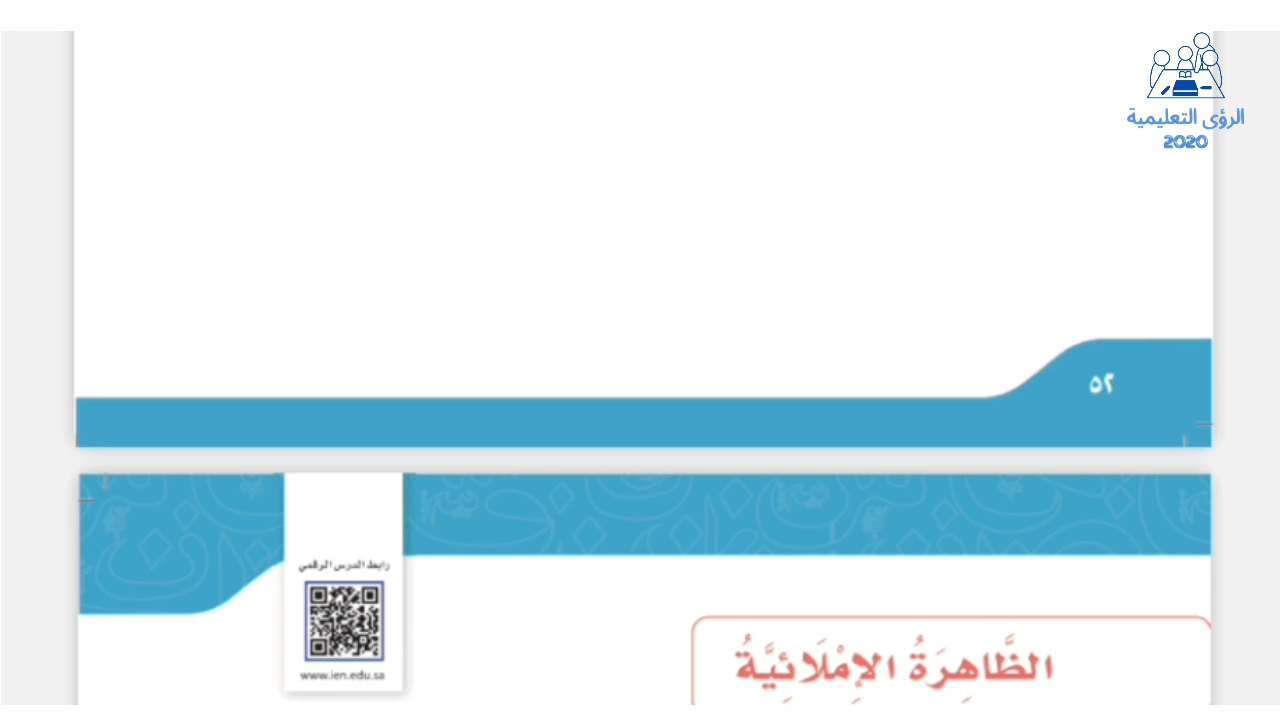 الرؤى التعليمية
2020
٥٢
رابط الدرس الرقمي
www.ien.edu.sa
الظَّاهِرَةُ الإِمْلَائِيَّةُ